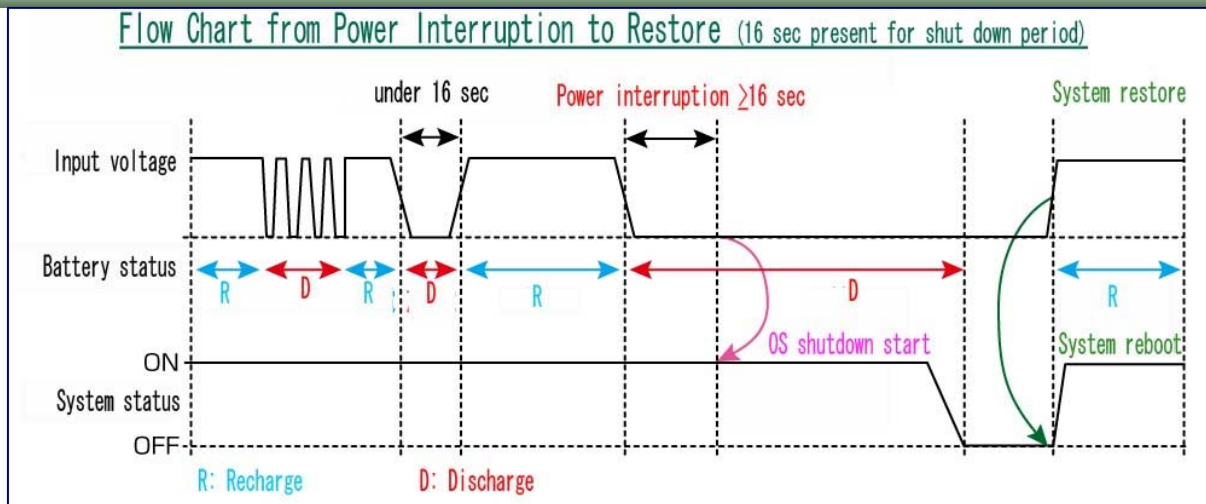 Flow Chart from Power Interruption to Restore (16 sec present for shut down period)
under 16 sec
Power interruption ≥16 sec
System restore
Input voltage
Battery status
R
D
R
D
R
D
R
OS shutdown start
System reboot
ON
System status
OFF
R: Recharge
D: Discharge